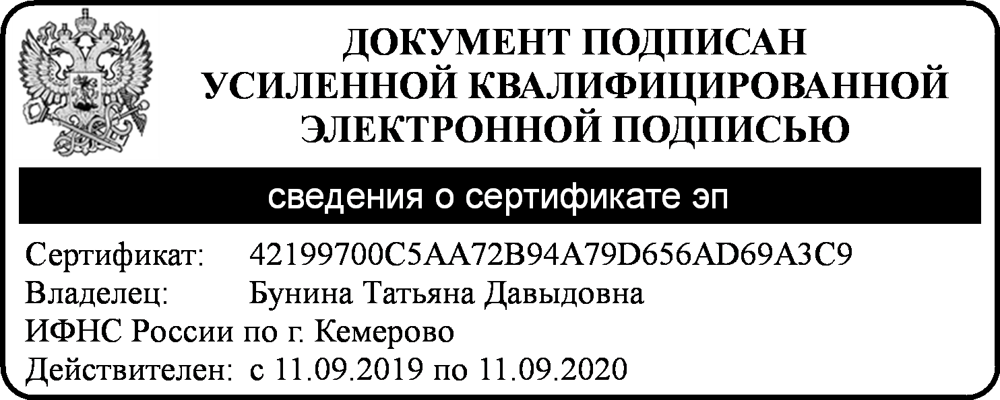 ДОКУМЕНТ ПОДПИСАН
УСИЛЕННОЙ КВАЛИФИЦИРОВАННОЙ
ЭЛЕКТРОННОЙ ПОДПИСЬЮ
сведения о сертификате эп
Сертификат: 42199700C5AA72B94A79D656AD69A3C9
Владелец: Бунина Татьяна Давыдовна
ИФНС России по г. Кемерово
Действителен: с 11.09.2019 по 11.09.2020